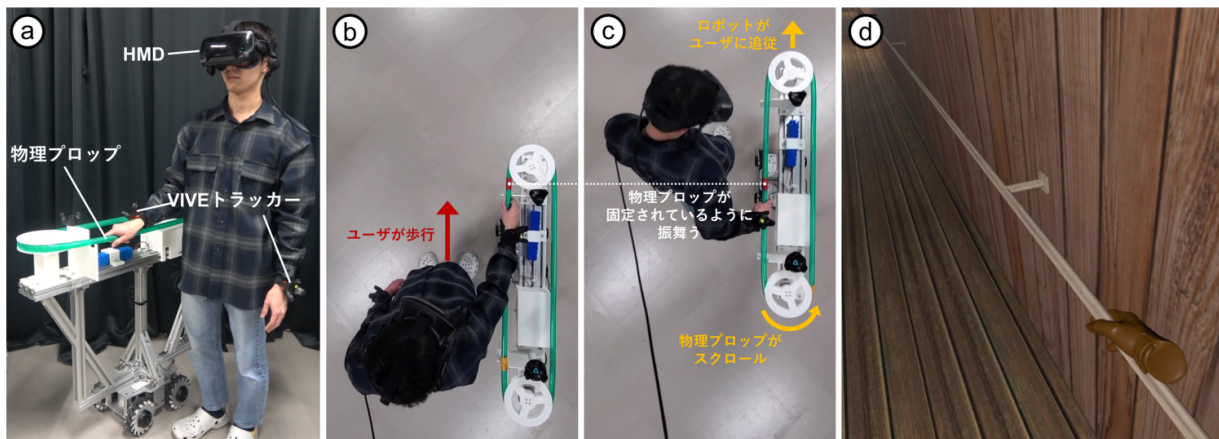 a
HMD
物理プロップ
VIVEトラッカー
b
ユーザが歩行
c
ロボットが
ユーザに追従
物理プロップが
固定されているように
振舞う
物理プロップが
スクロール
d